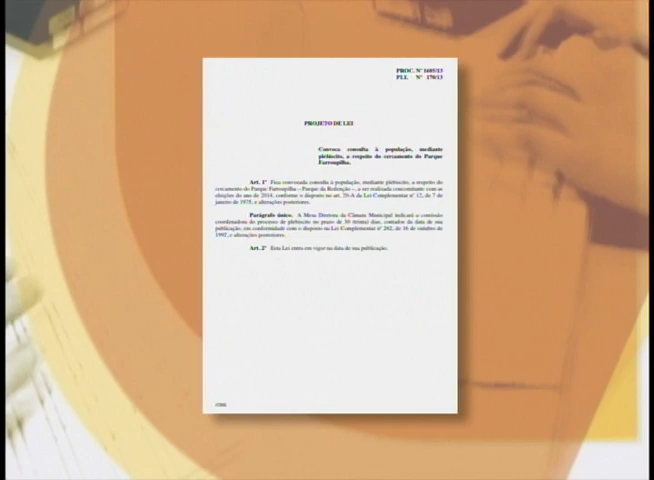 PROC. Nº 1605/13
PLL Nº 170/13
PROJETO DE LEI
Convoca consulta à população, mediante
plebiscito, a respeito do cercamento do Parque
Farroupilha.
Art. 1º Fica convocada consulta à população, mediante plebiscito, a respeito do
cercamento do Parque Farroupilha – Parque da Redenção –, a ser realizada concomitante com as
eleições do ano de 2014, conforme o disposto no art. 29-A da Lei Complementar nº 12, de 7 de
janeiro de 1975, e alterações posteriores.
Parágrafo único. A Mesa Diretora da Câmara Municipal indicará a comissão
coordenadora do processo de plebiscito no prazo de 30 (trinta) dias, contados da data de sua
publicação, em conformidade com o disposto na Lei Complementar nº 282, de 16 de outubro de
1992, e alterações posteriores.
Art. 2º Esta Lei entra em vigor na data de sua publicação.